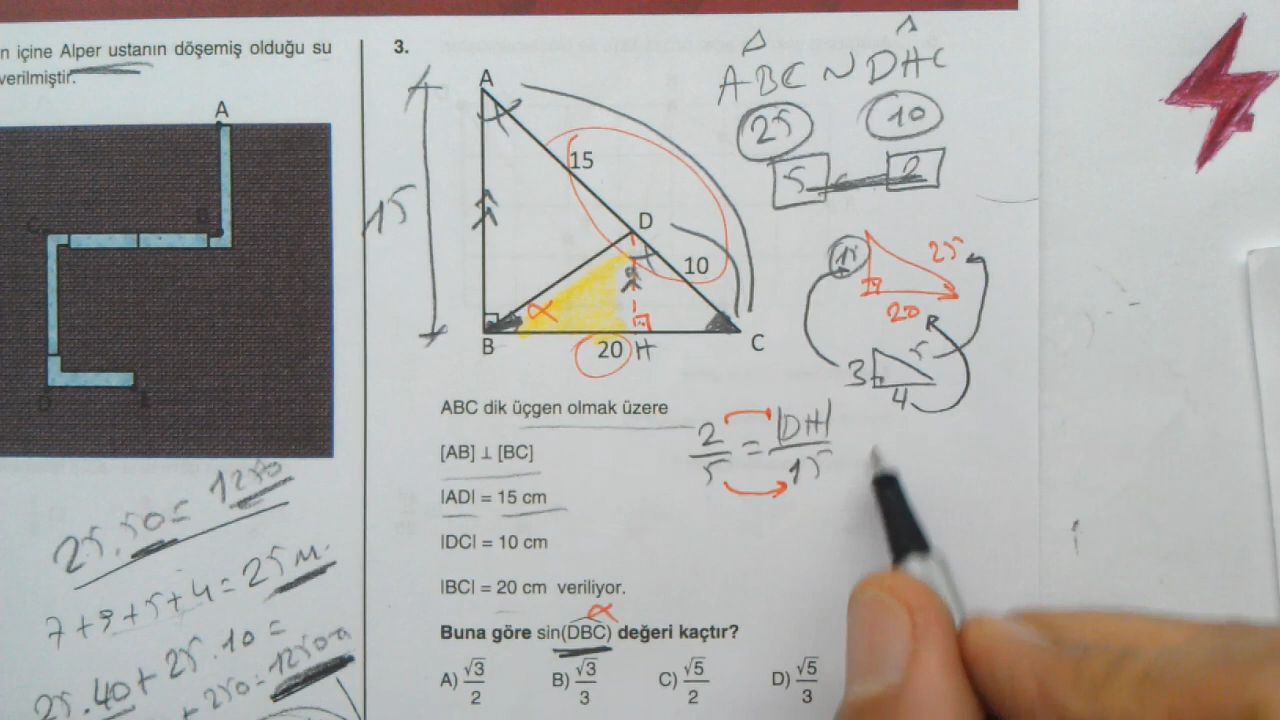 n içine Alper ustanın döşemiş olduğu su
verilmiştir.
A
B
C
D
25.50=1250
7+9+5+4=25m.
25.40+25.10=
+250=1250
3.
A
15
15
D
10
α
B
20
H
C
ABC ~ DHC
25
10
5
2
15
25
20
3
5
4
ABC dik üçgen olmak üzere
[AB] ⊥ [BC]
|AD| = 15 cm
|DC| = 10 cm
|BC| = 20 cm veriliyor.
2/5 = |DH|/15
α
Buna göre sin(DBC) değeri kaçtır?
A) √3/2 B) √3/3 C) √5/2 D) √5/3